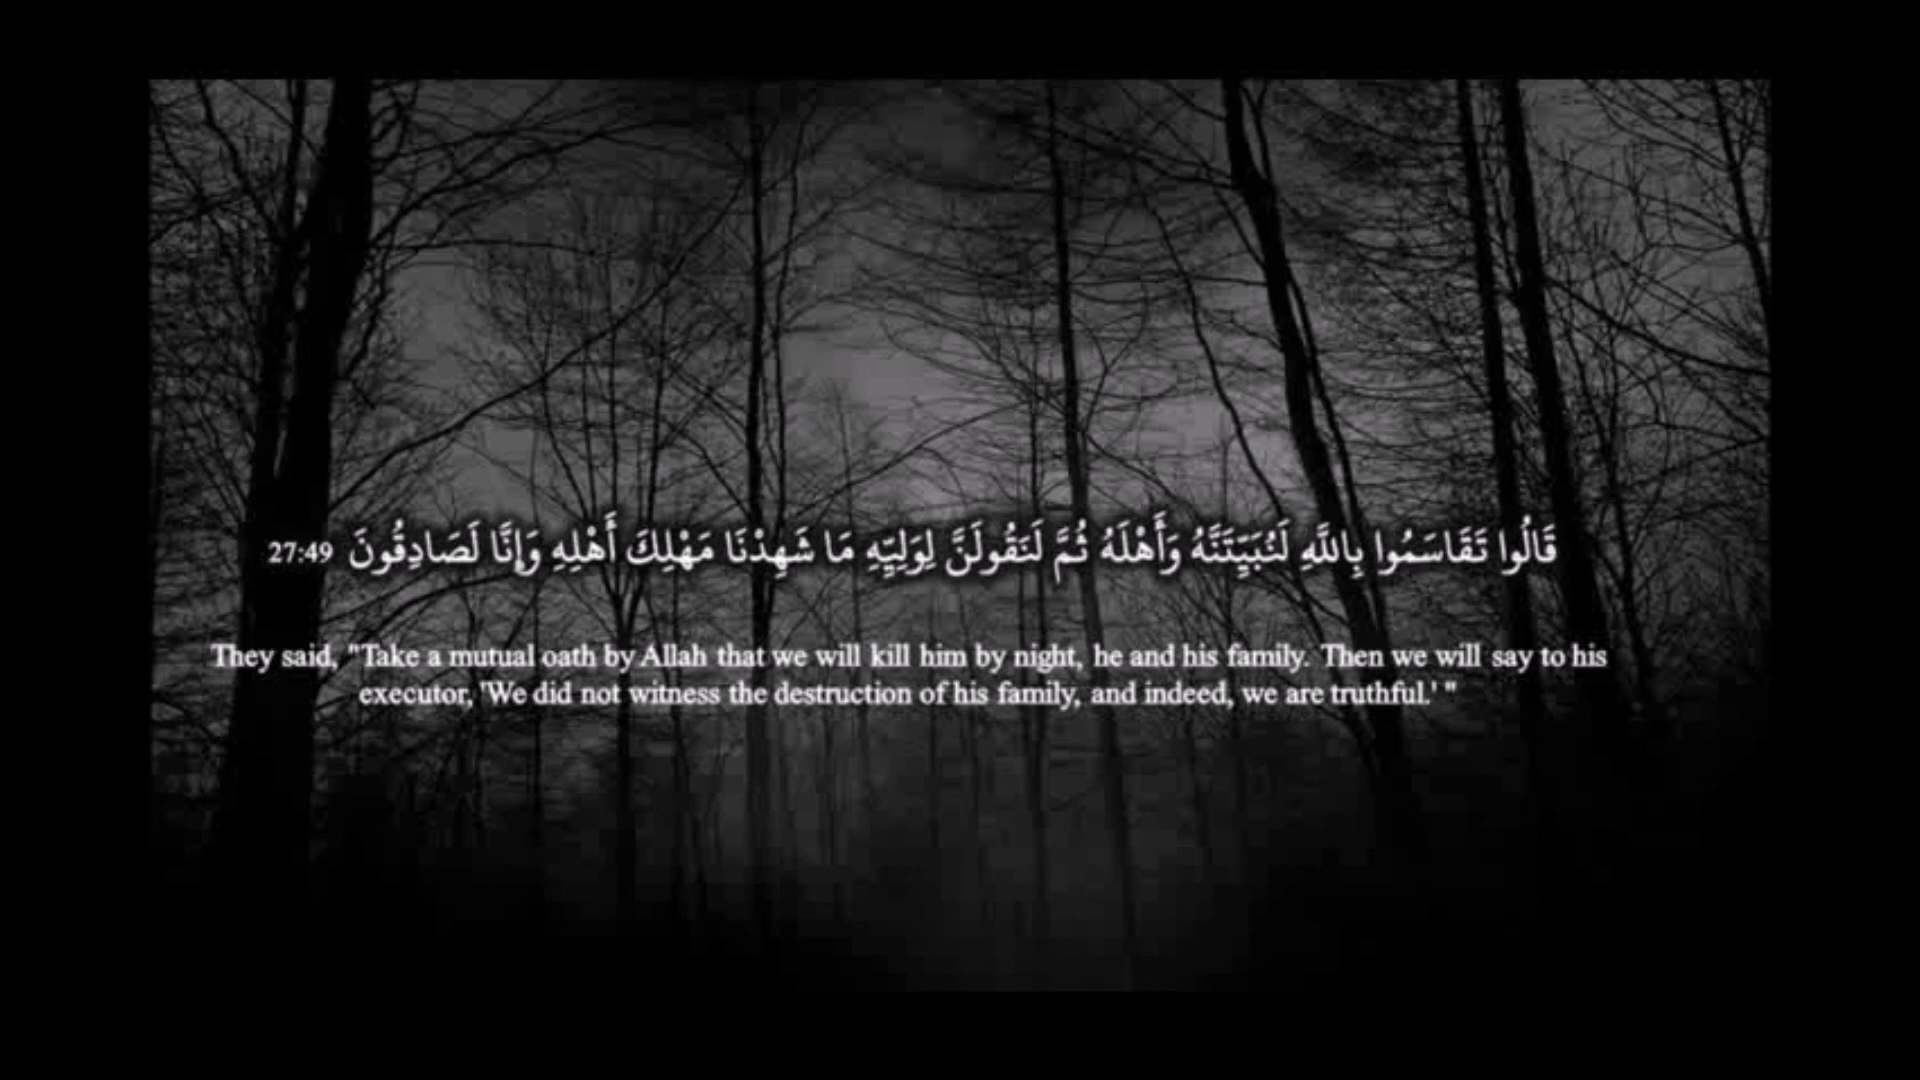 قَالُوا تَقَاسَمُوا بِاللَّهِ لَنُبَيِّتَنَّهُ وَأَهْلَهُ ثُمَّ لَنَقُولَنَّ لِوَلِيِّهِ مَا شَهِدْنَا مَهْلِكَ أَهْلِهِ وَإِنَّا لَصَادِقُونَ 27:49
They said, "Take a mutual oath by Allah that we will kill him by night, he and his family. Then we will say to his
executor, 'We did not witness the destruction of his family, and indeed, we are truthful.' "